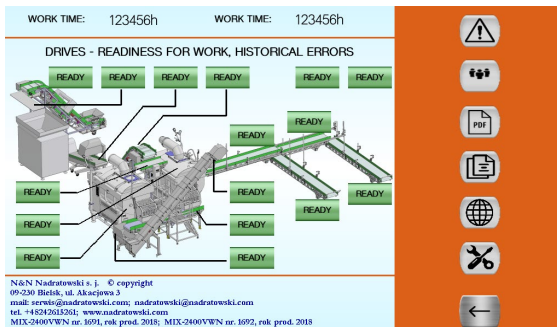 WORK TIME: 123456h WORK TIME: 123456h
DRIVES - READINESS FOR WORK, HISTORICAL ERRORS
READY READY READY READY READY READY
READY READY
READY READY READY
READY READY READY
READY READY
PDF
N&N Nadratowski s. j. © copyright
09-230 Bielsk, ul. Akacjowa 3
mail: serwis@nadratowski.com; nadratowski@nadratowski.com
tel. +48242615261; www.nadratowski.com
MIX-2400VWN nr. 1691, rok prod. 2018; MIX-2400VWN nr. 1692, rok prod. 2018